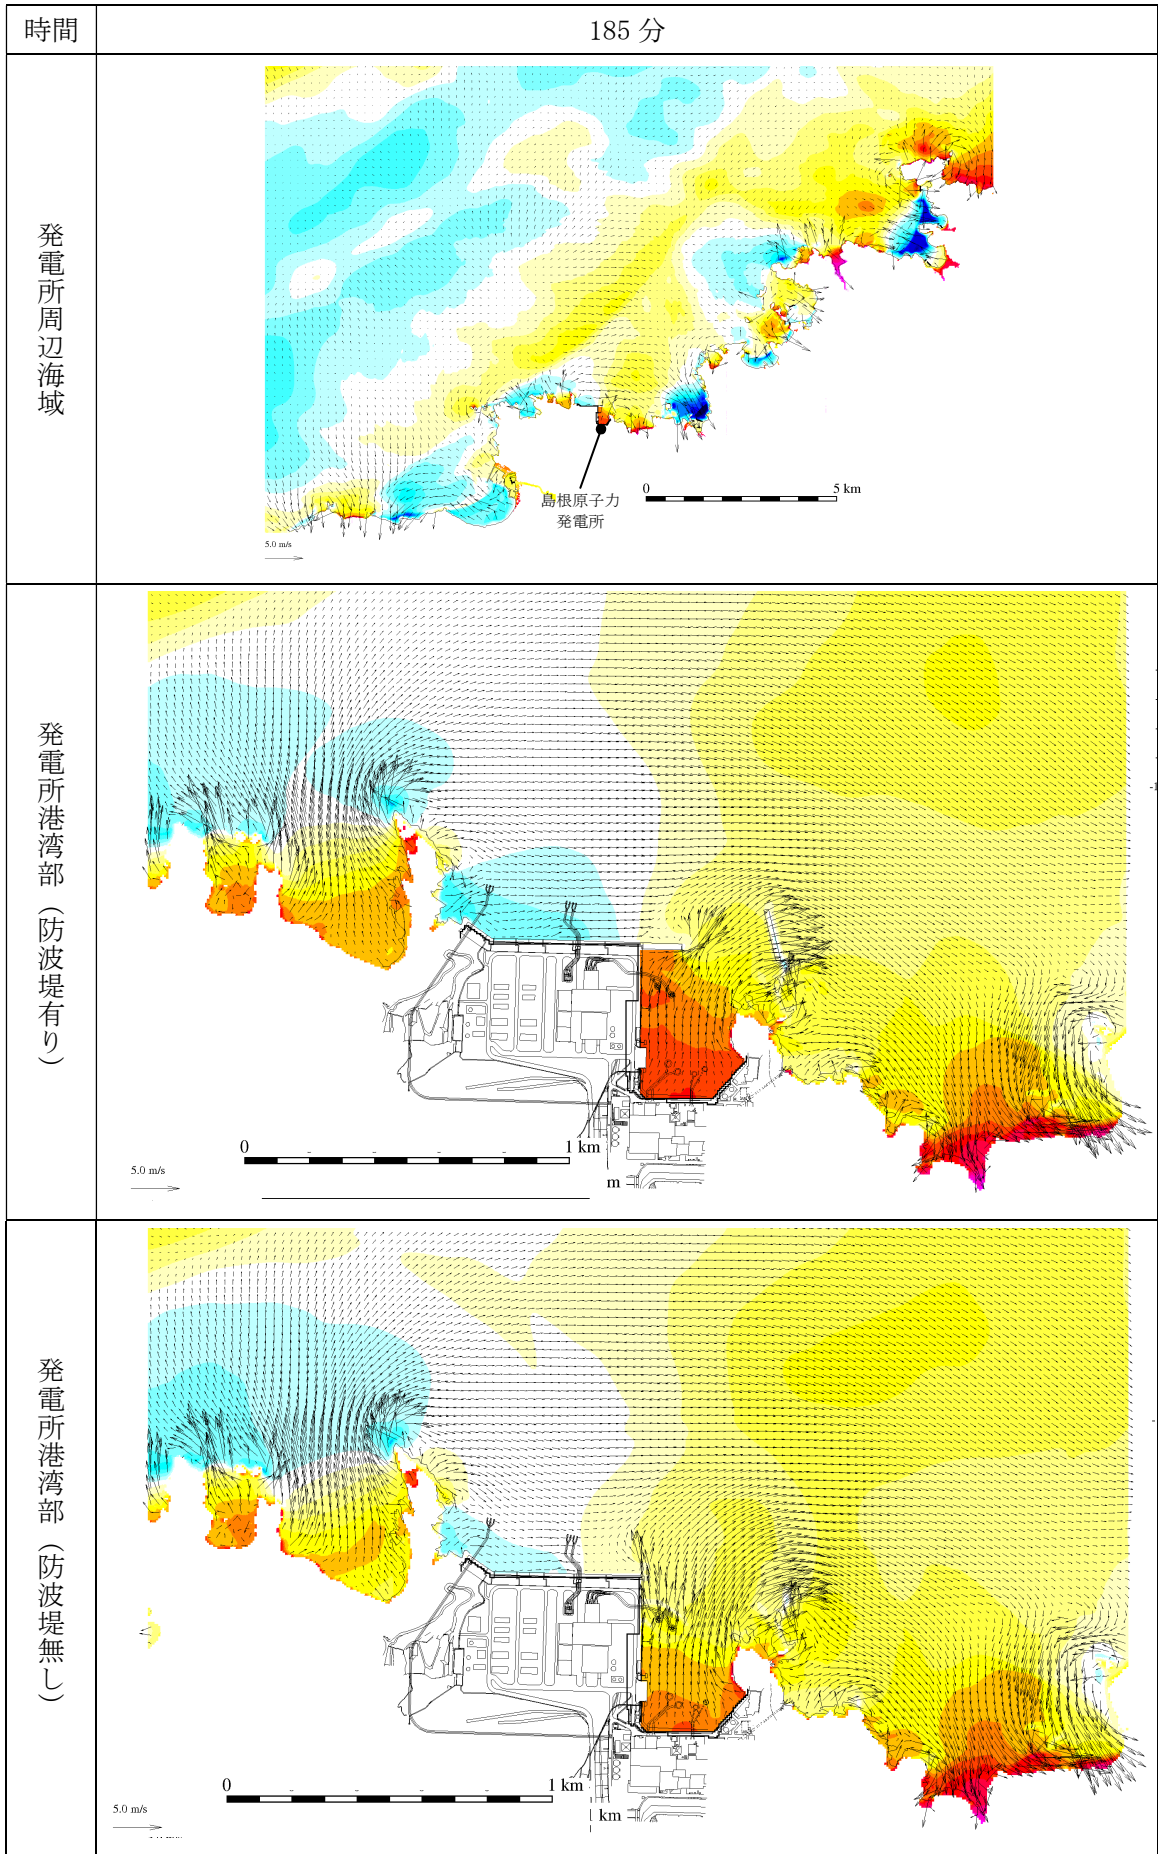 時間
185 分
発電所周辺海域
島根原子力
発電所
0
5 km
5.0 m/s
発電所港湾部（防波堤有り）
-1
0
1 km
5.0 m/s
m
発電所港湾部（防波堤無し）
0
1 km
5.0 m/s
km